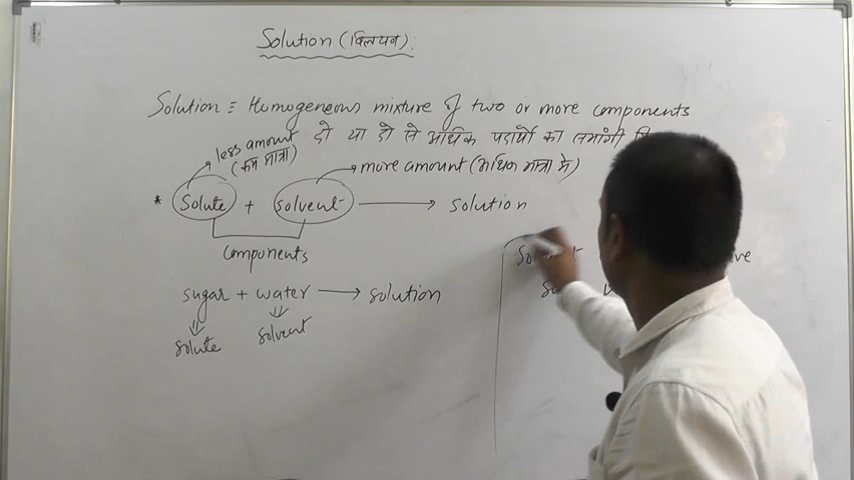 Solution (विलयन):
Solution = Homogeneous mixture of two or more components
दो या दो से अधिक पदार्थों का समांगी
less amount
(कम मात्रा)
more amount (अधिक मात्रा मे)
* Solute + Solvent → Solution
Components
Sugar + water → Solution
Solute Solvent